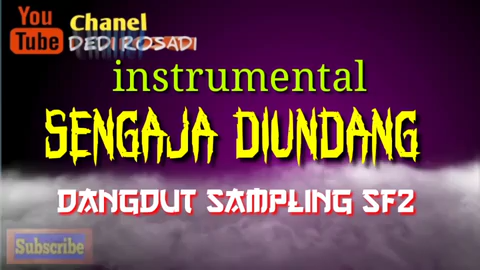 You
Tube
Chanel
DEDI ROSADI
instrumental
SENGAJA DIUNDANG
DANGDUT SAMPLING SF2
Subscribe